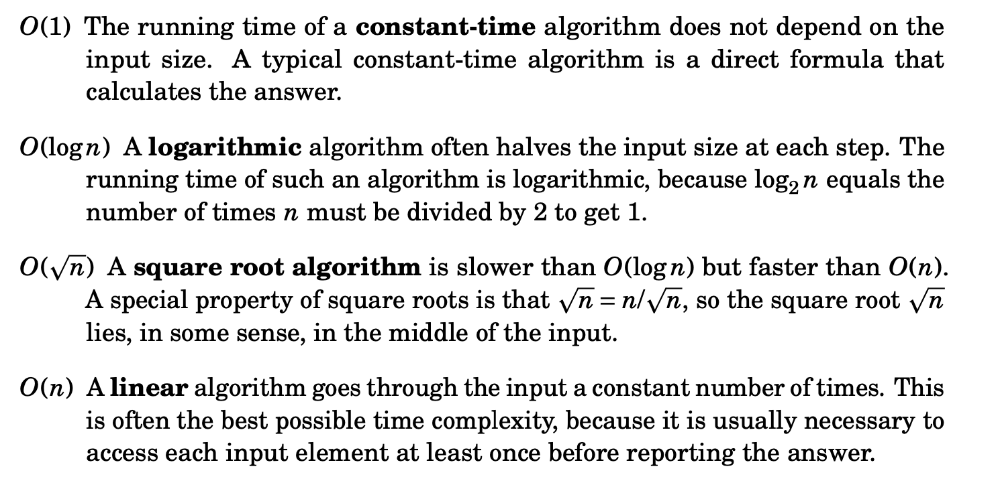 O(1) The running time of a constant-time algorithm does not depend on the
input size. A typical constant-time algorithm is a direct formula that
calculates the answer.
O(log n) A logarithmic algorithm often halves the input size at each step. The
running time of such an algorithm is logarithmic, because log₂ n equals the
number of times n must be divided by 2 to get 1.
O(√n) A square root algorithm is slower than O(log n) but faster than O(n).
A special property of square roots is that √n = n/√n, so the square root √n
lies, in some sense, in the middle of the input.
O(n) A linear algorithm goes through the input a constant number of times. This
is often the best possible time complexity, because it is usually necessary to
access each input element at least once before reporting the answer.